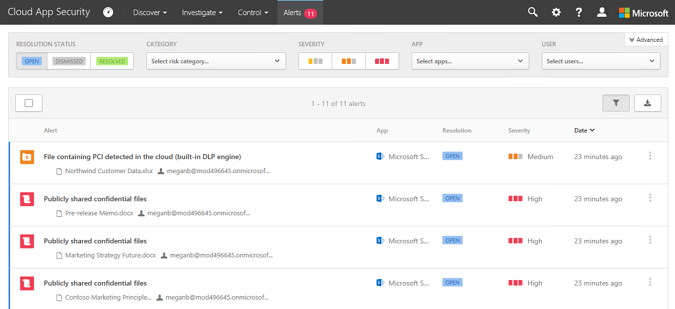 Cloud App Security Discover Investigate Control Alerts 11 Microsoft
Advanced
RESOLUTION STATUS CATEGORY SEVERITY APP USER
OPEN DISMISSED RESOLVED Select risk category... Select apps... Select users...
1 - 11 of 11 alerts
Alert App Resolution Severity Date
File containing PCI detected in the cloud (built-in DLP engine) Microsoft S... OPEN Medium 23 minutes ago
Northwind Customer Data.xlsx meganb@mod496645.onmicrosof...
Publicly shared confidential files Microsoft S... OPEN High 23 minutes ago
Pre-release Memo.docx meganb@mod496645.onmicrosof...
Publicly shared confidential files Microsoft S... OPEN High 23 minutes ago
Marketing Strategy Future.docx meganb@mod496645.onmicrosof...
Publicly shared confidential files Microsoft S... OPEN High 23 minutes ago
Contoso Marketing Principle... meganb@mod496645.onmicrosof...